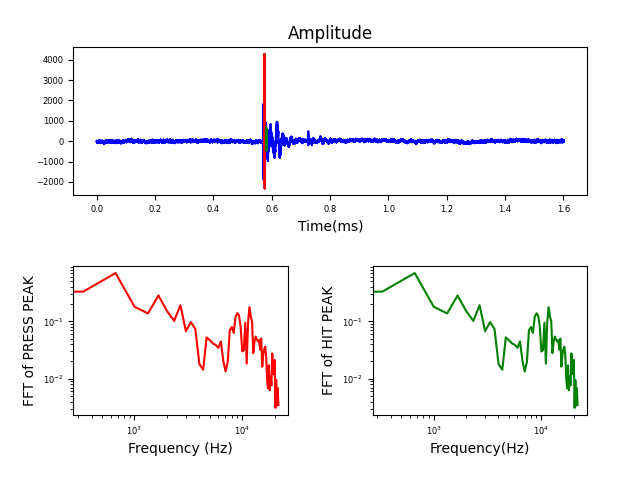 Amplitude
4000
3000
2000
1000
0
−1000
−2000
0.0 0.2 0.4 0.6 0.8 1.0 1.2 1.4 1.6
Time(ms)
FFT of PRESS PEAK
10⁻¹
10⁻²
10³ 10⁴
Frequency (Hz)
FFT of HIT PEAK
10⁻¹
10⁻²
10³ 10⁴
Frequency(Hz)